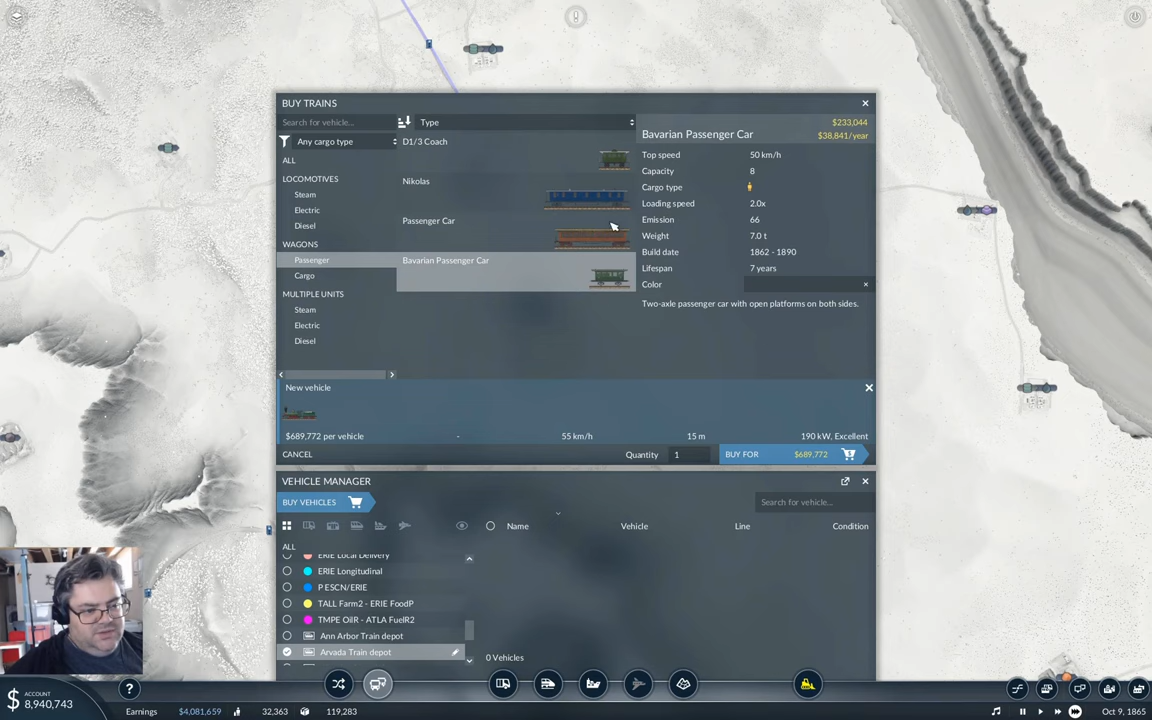 BUY TRAINS
Search for vehicle...
Type
Any cargo type
ALL
LOCOMOTIVES
Steam
Electric
Diesel
WAGONS
Passenger
Cargo
MULTIPLE UNITS
Steam
Electric
Diesel
D1/3 Coach
Nikolas
Passenger Car
Bavarian Passenger Car
$233,044
Bavarian Passenger Car
$38,841/year
Top speed 50 km/h
Capacity 8
Cargo type
Loading speed 2.0x
Emission 66
Weight 7.0 t
Build date 1862 - 1890
Lifespan 7 years
Color
Two-axle passenger car with open platforms on both sides.
New vehicle
$689,772 per vehicle - 55 km/h 15 m 190 kW, Excellent
CANCEL Quantity 1 BUY FOR $689,772
VEHICLE MANAGER
BUY VEHICLES Search for vehicle...
Name Vehicle Line Condition
ALL
ERIE Local Delivery
ERIE Longitudinal
P ESCN/ERIE
TALL Farm2 - ERIE FoodP
TMPE OilR - ATLA FuelR2
Ann Arbor Train depot
Arvada Train depot
0 Vehicles
$ ACCOUNT
8,940,743
?
Earnings $4,081,659 32,363 119,283 Oct 9, 1865